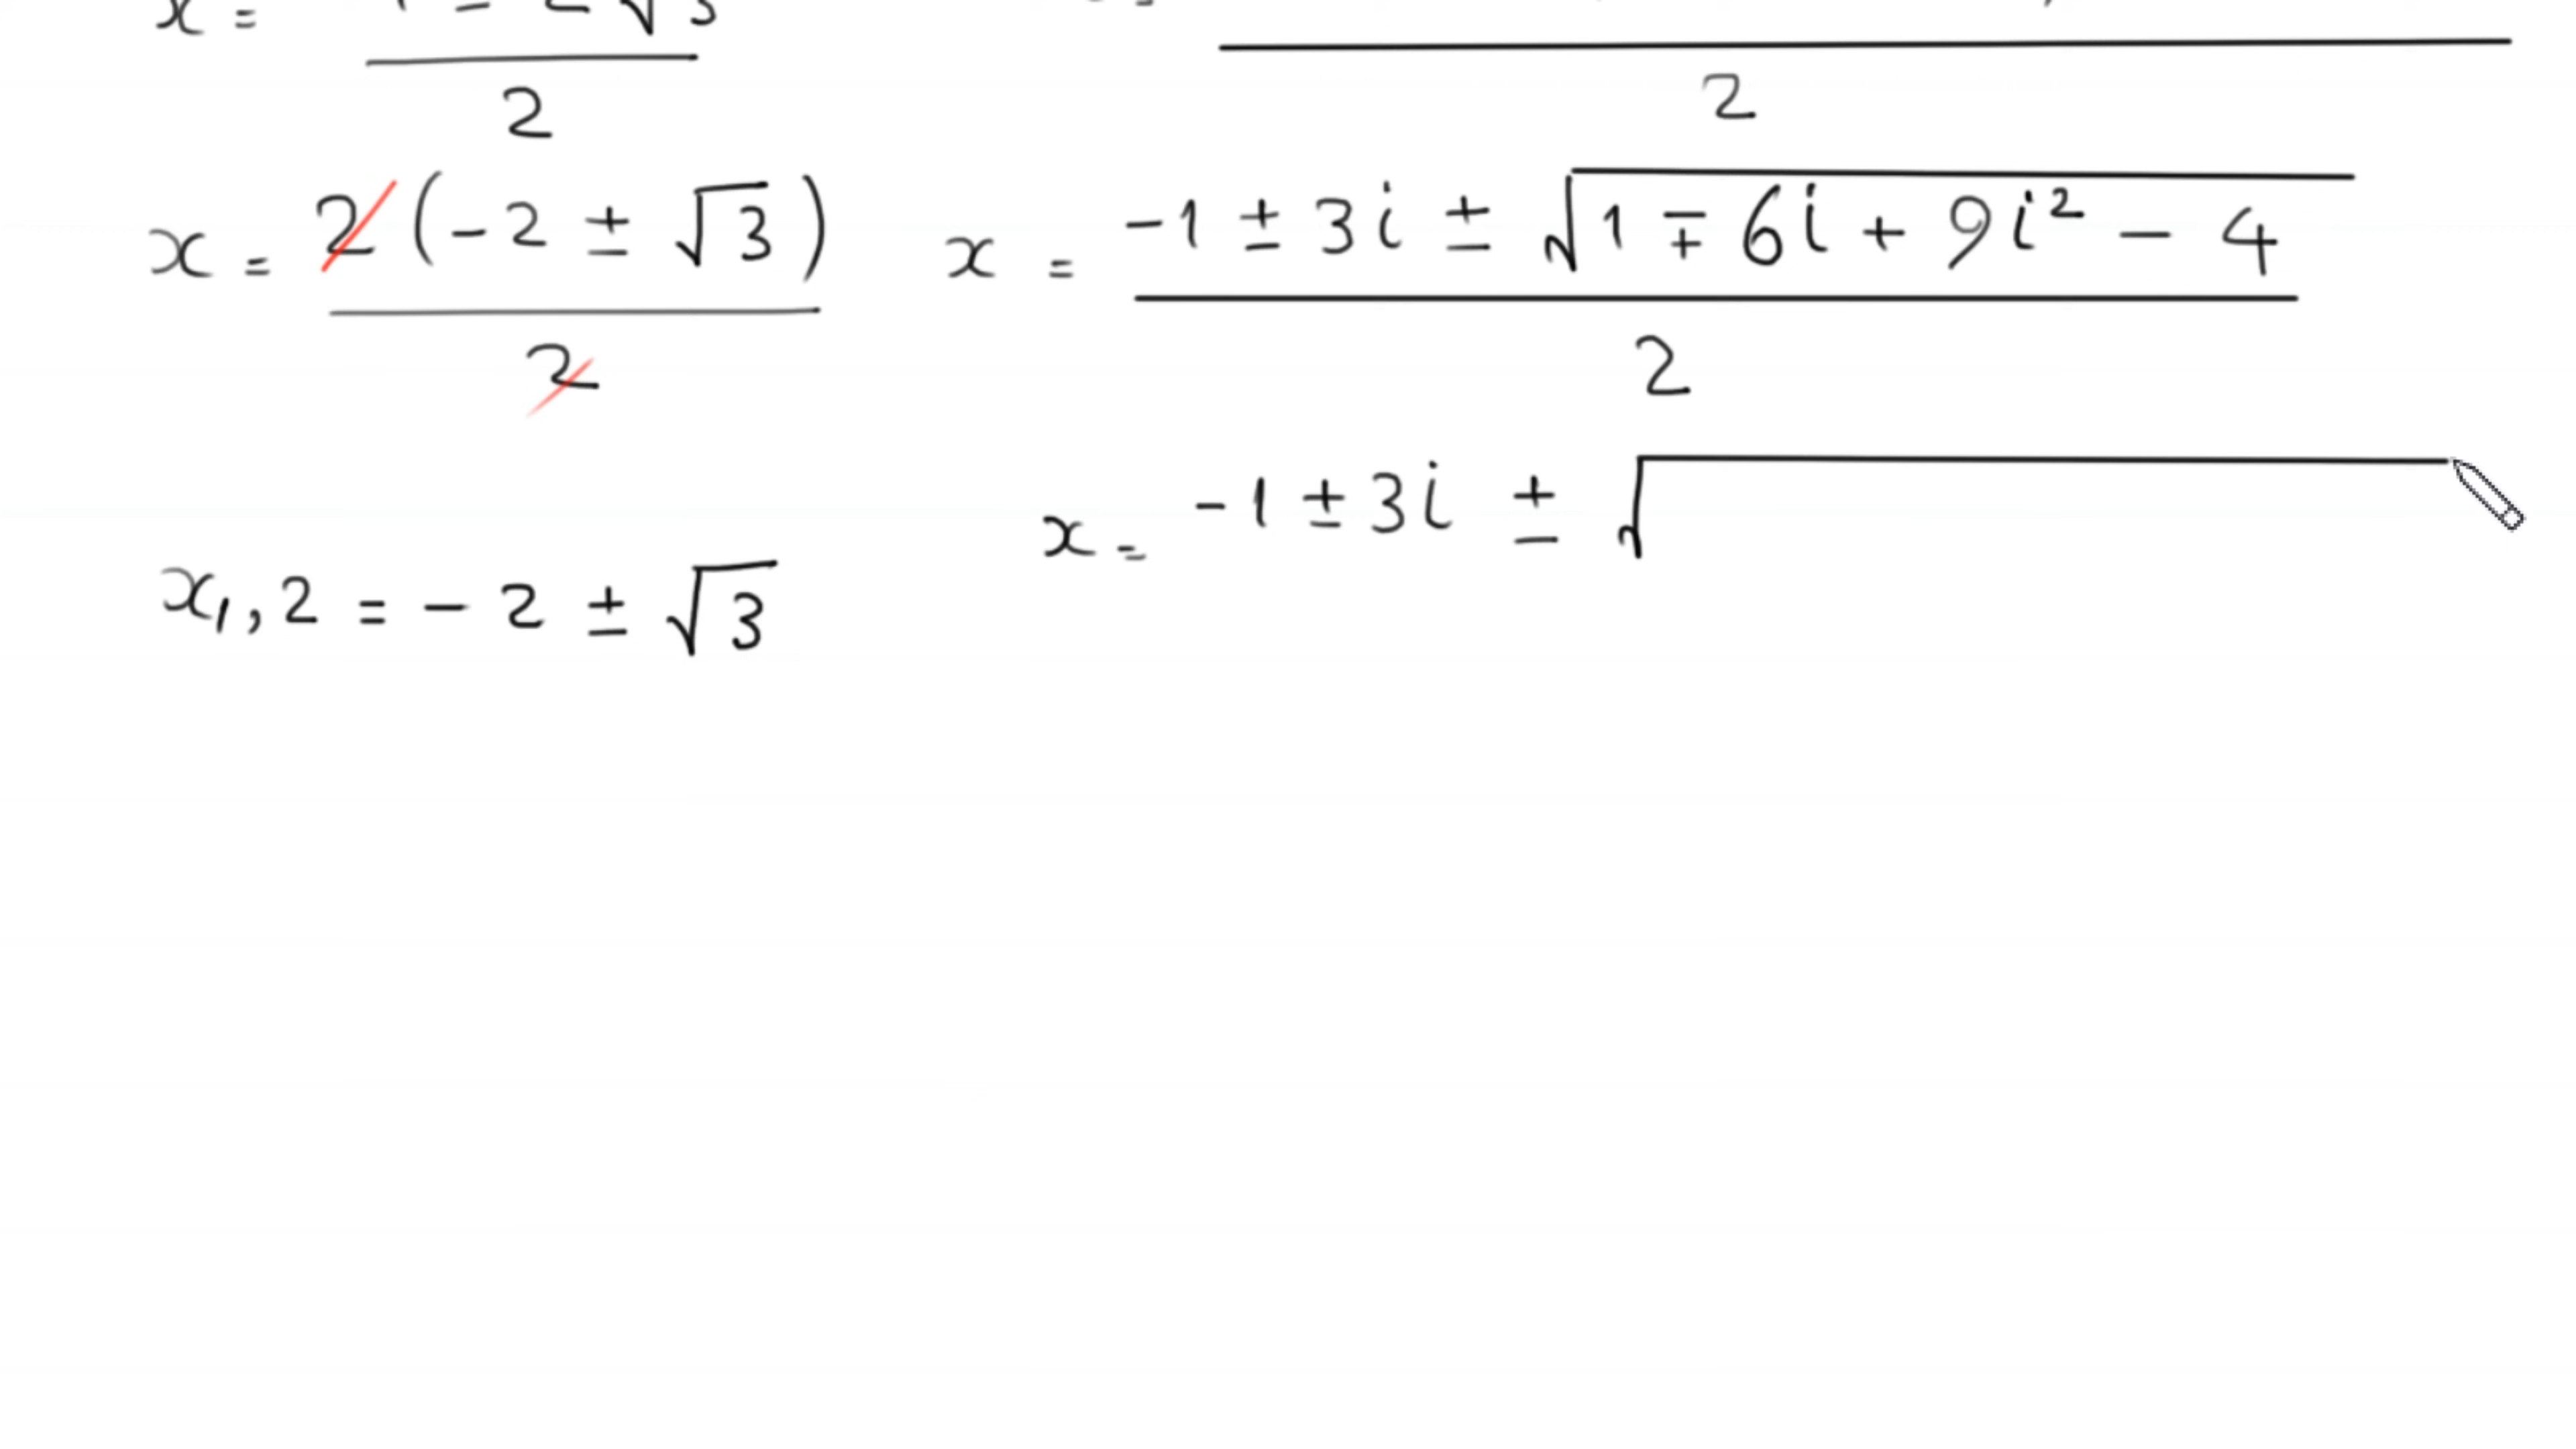 x =
2
2
x = 2 (-2 ± √3)
2
x = -1 ± 3i ± √1 ∓ 6i + 9i² - 4
2
x = -1 ± 3i ± √
x₁,2 = -2 ± √3